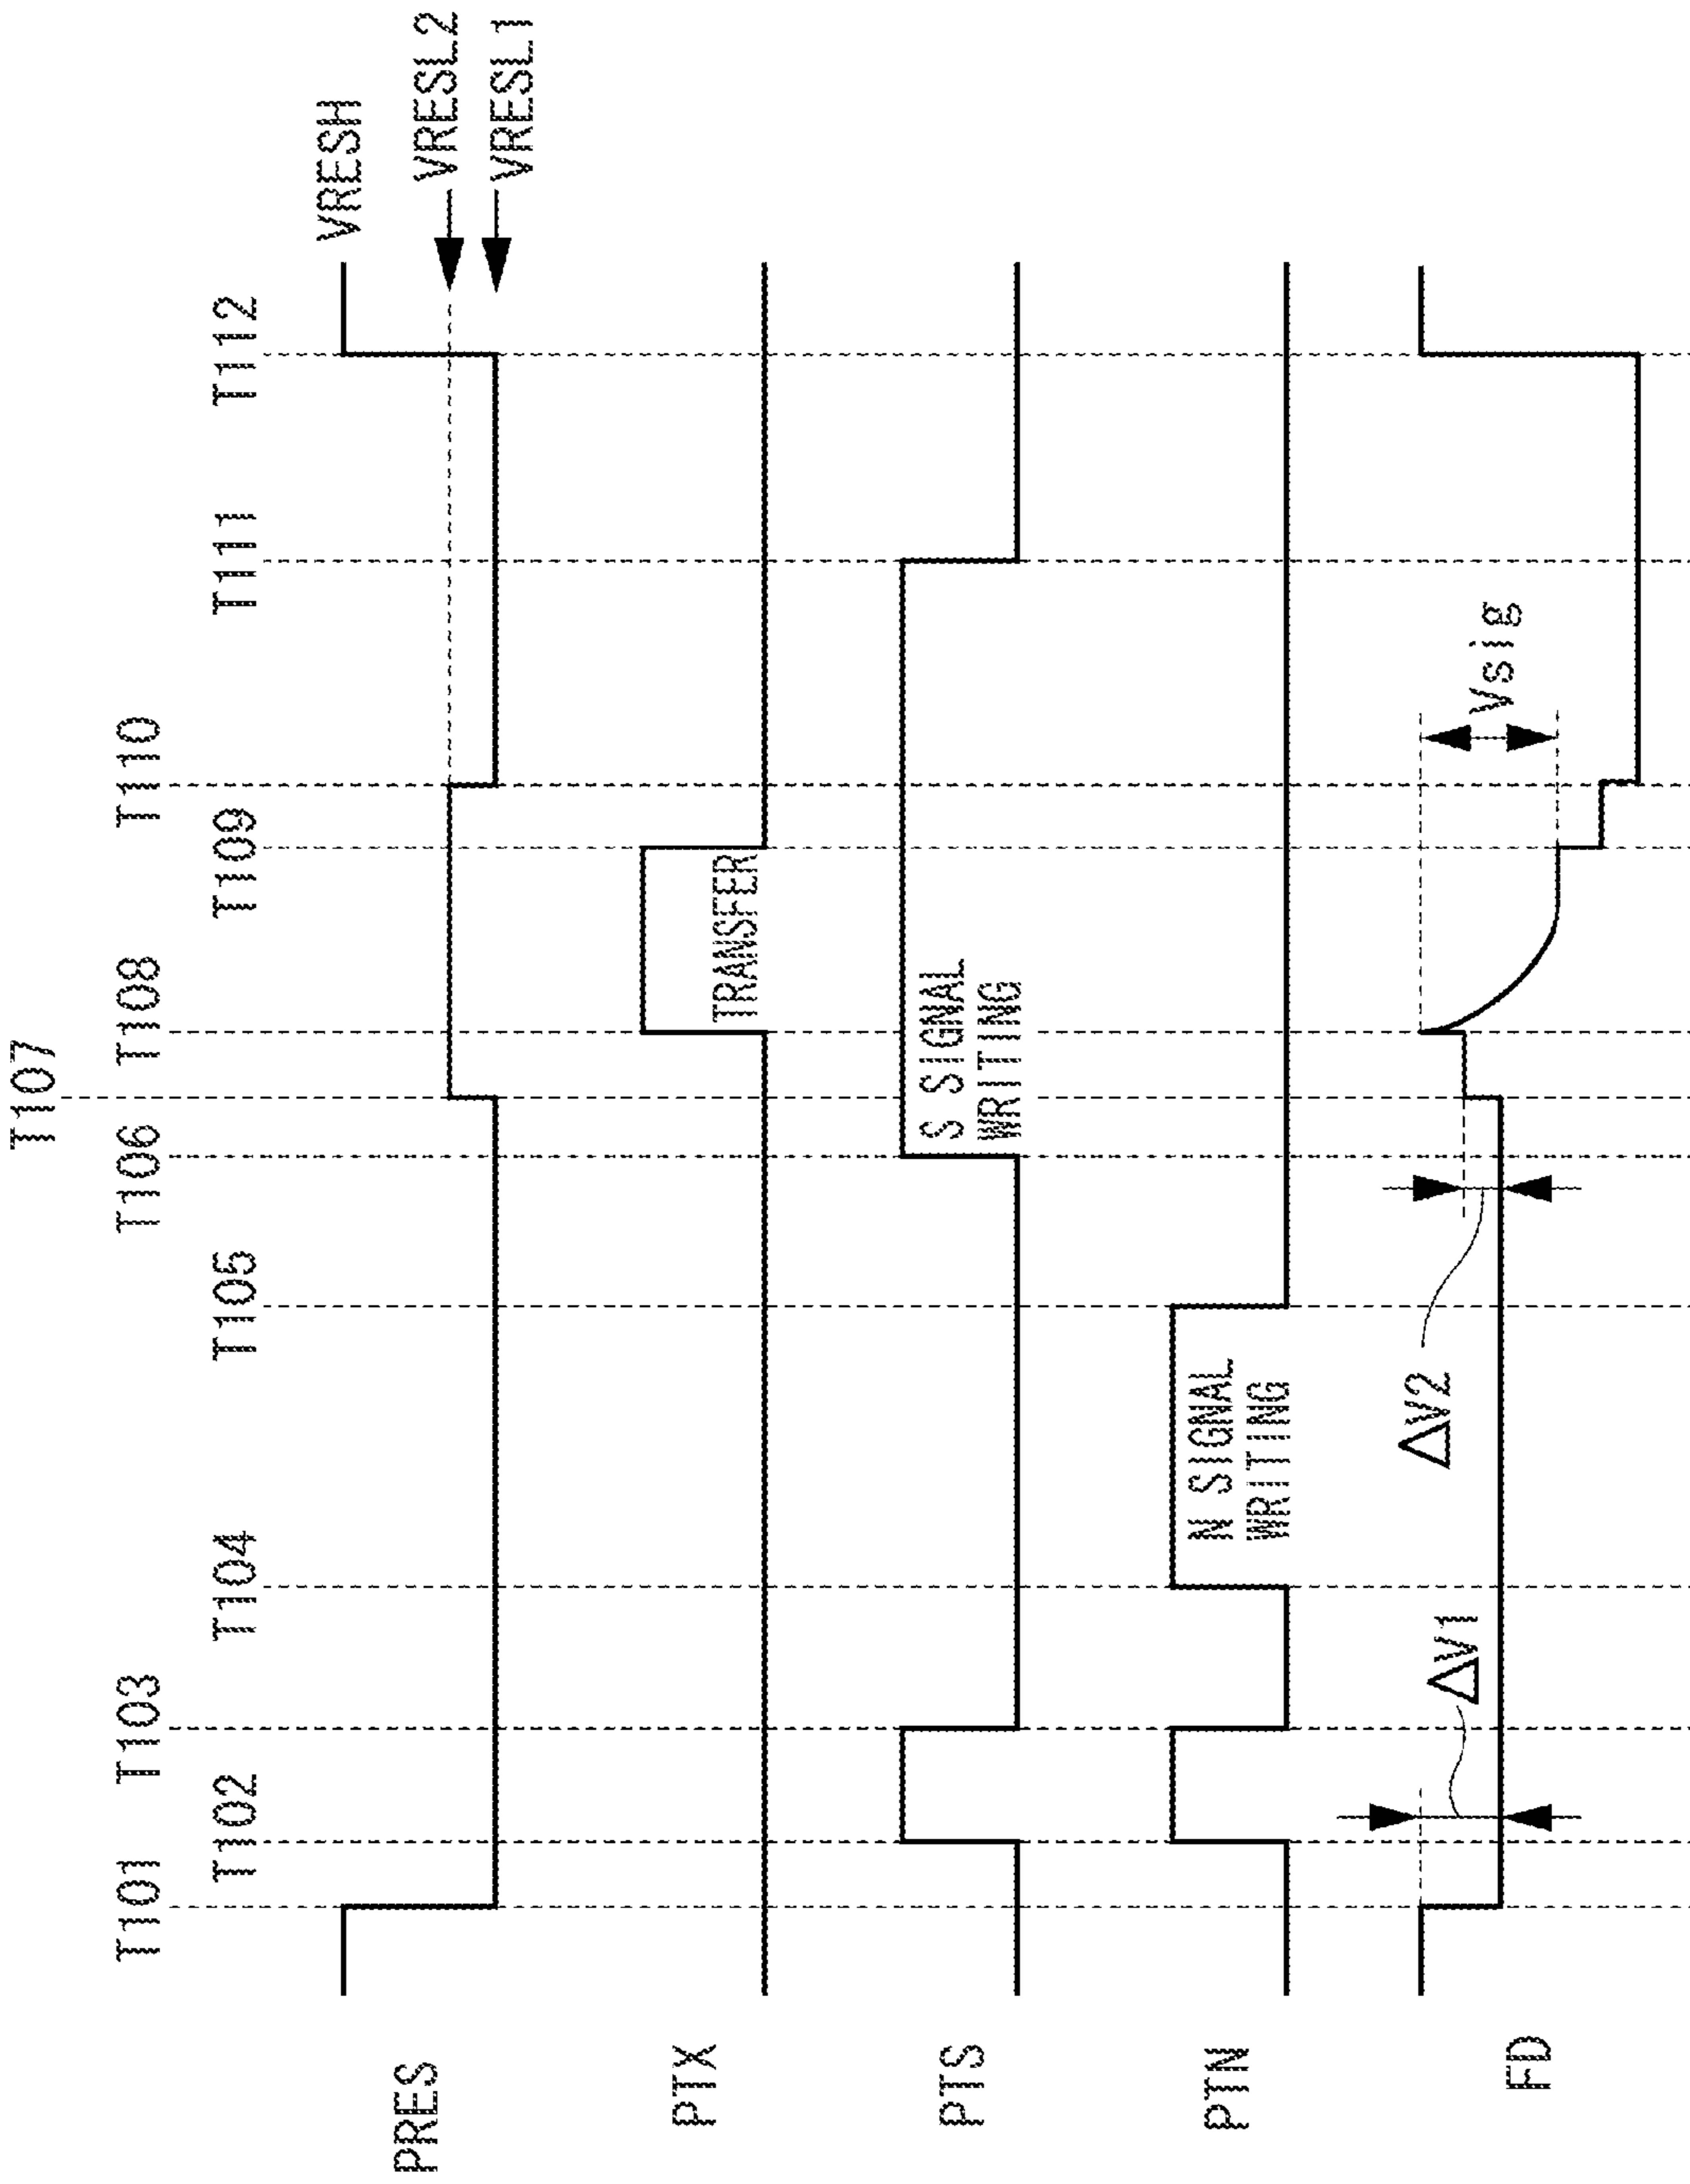 T107
T101
T103
T106
T108
T110
T102
T104
T105
T109
T111
T112
PRES
VRESH
VRESL2
VRESL1
PTX
TRANSFER
PTS
S SIGNAL
WRITING
PTN
N SIGNAL
WRITING
FD
ΔV1
ΔV2
Vsig